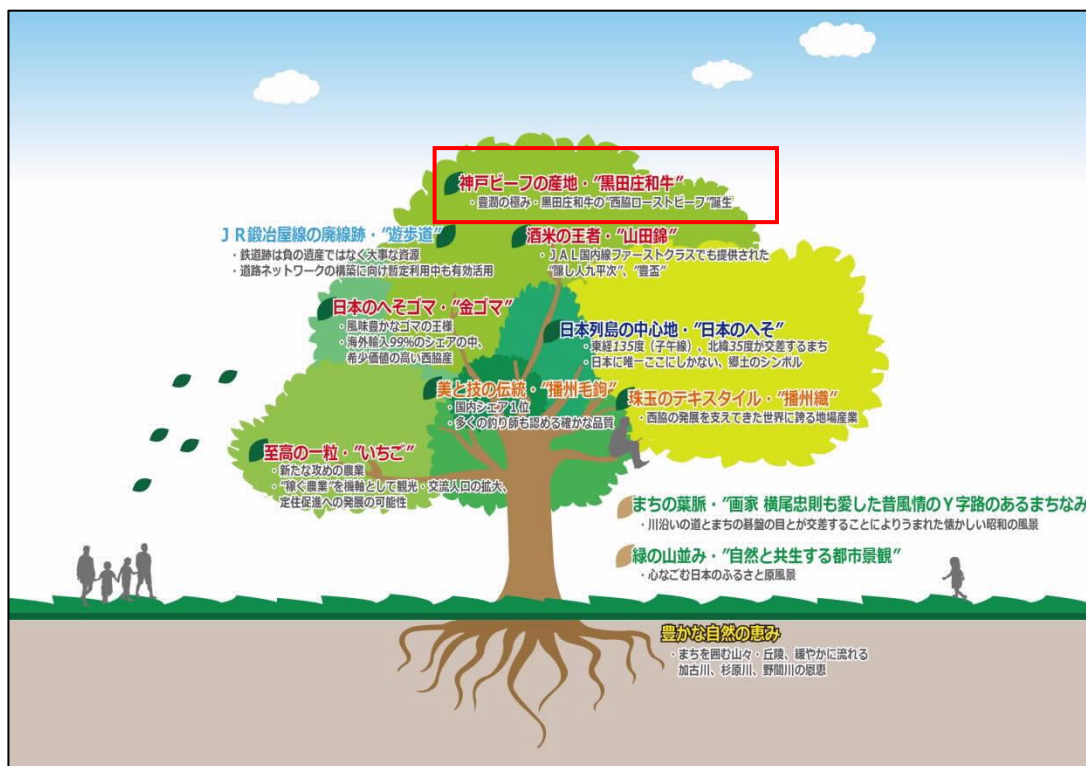 神戸ビーフの産地・"黒田庄和牛"
・豊潤の極み・黒田庄和牛の"西脇ローストビーフ"誕生
ＪＲ鍛冶屋線の廃線跡・"遊歩道"
・鉄道跡は負の遺産ではなく大事な資源
・道路ネットワークの構築に向け暫定利用中も有効活用
酒米の王者・"山田錦"
・ＪＡＬ国内線ファーストクラスでも提供された
"醸し人九平次"、"豊盃"
日本のへそゴマ・"金ゴマ"
・風味豊かなゴマの王様
・海外輸入99%のシェアの中、
希少価値の高い西脇産
日本列島の中心地・"日本のへそ"
・東経135度（子午線）、北緯35度が交差するまち
・日本に唯一ここにしかない、郷土のシンボル
美と技の伝統・"播州毛鉤"
・国内シェア１位
・多くの釣り師も認める確かな品質
珠玉のテキスタイル・"播州織"
・西脇の発展を支えてきた世界に誇る地場産業
至高の一粒・"いちご"
・新たな攻めの農業
・"稼ぐ農業"を機軸として観光・交流人口の拡大、
定住促進への発展の可能性
まちの葉脈・"画家 横尾忠則も愛した昔風情のＹ字路のあるまちなみ
・川沿いの道とまちの碁盤の目とが交差することによりうまれた懐かしい昭和の風景
緑の山並み・"自然と共生する都市景観"
・心なごむ日本のふるさと原風景
豊かな自然の恵み
・まちを囲む山々・丘陵、緩やかに流れる
加古川、杉原川、野間川の恩恵